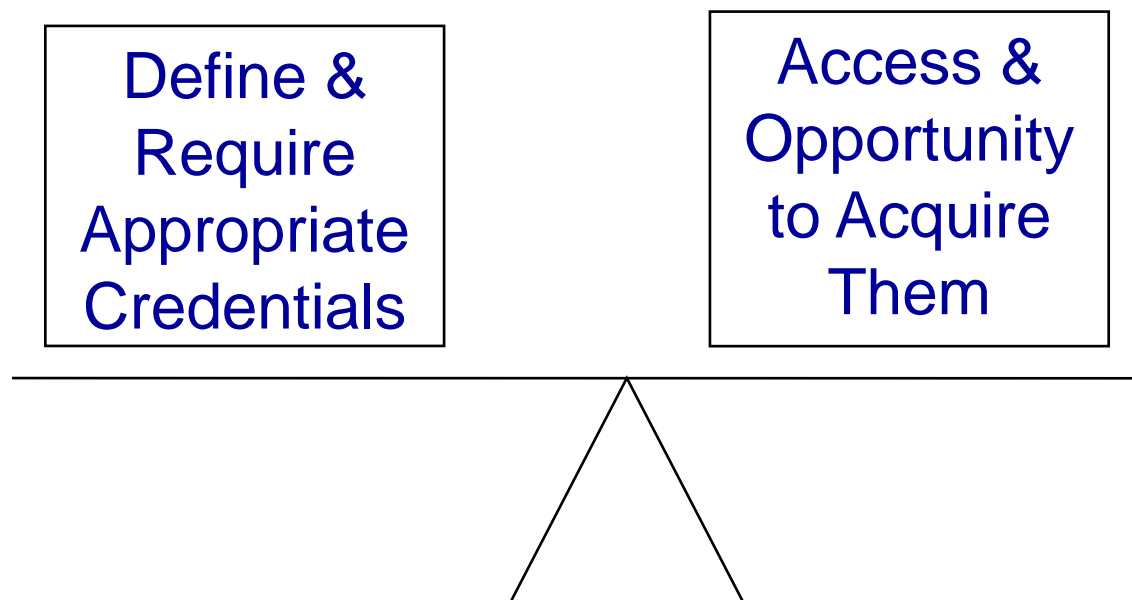 Define &
Require
Appropriate
Credentials
Access &
Opportunity
to Acquire
Them